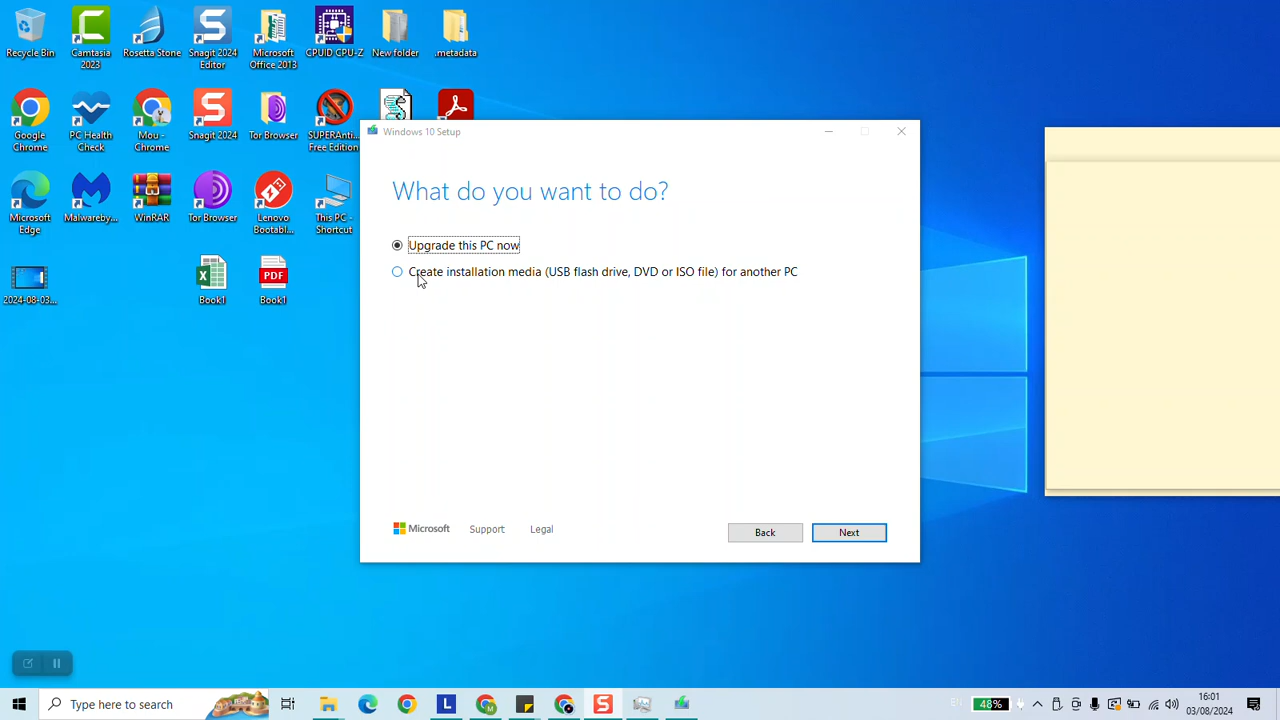 Recycle Bin
Camtasia
2023
Rosetta Stone
Snagit 2024
Editor
Microsoft
Office 2013
CPUID CPU-Z
New folder
.metadata
Google
Chrome
PC Health
Check
Mou -
Chrome
Snagit 2024
Tor Browser
SUPERAnti...
Free Edition
Microsoft
Edge
Malwareby...
WinRAR
Tor Browser
Lenovo
Bootabl...
This PC -
Shortcut
2024-08-03...
Book1
PDF
Book1
Windows 10 Setup
What do you want to do?
Upgrade this PC now
Create installation media (USB flash drive, DVD or ISO file) for another PC
Microsoft
Support
Legal
Back
Next
Type here to search
EN
48%
16:01
03/08/2024